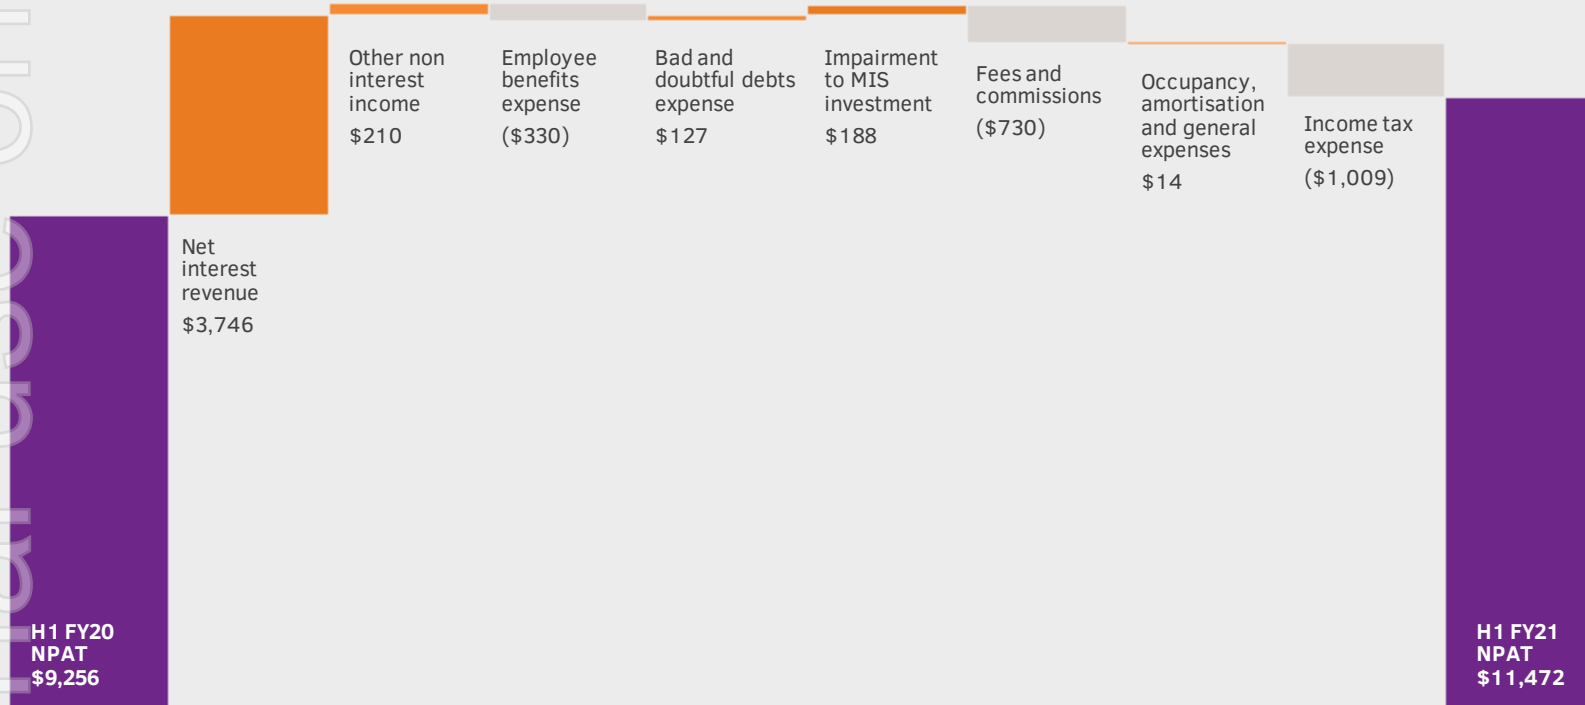 Other non
interest
income
$210
Employee
benefits
expense
($330)
Bad and
doubtful debts
expense
$127
Impairment
to MIS
investment
$188
Fees and
commissions
($730)
Occupancy,
amortisation
and general
expenses
$14
Income tax
expense
($1,009)
Net
interest
revenue
$3,746
H1 FY20
NPAT
$9,256
H1 FY21
NPAT
$11,472